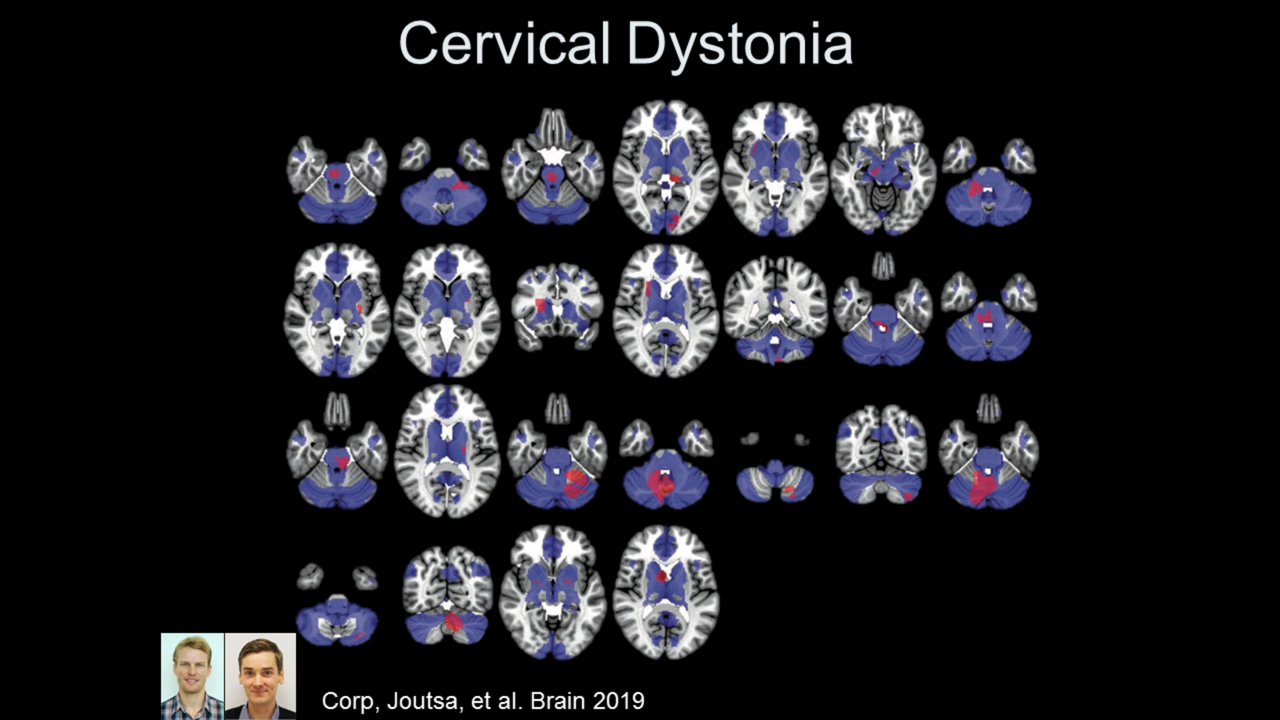 Cervical Dystonia
Corp, Joutsa, et al. Brain 2019